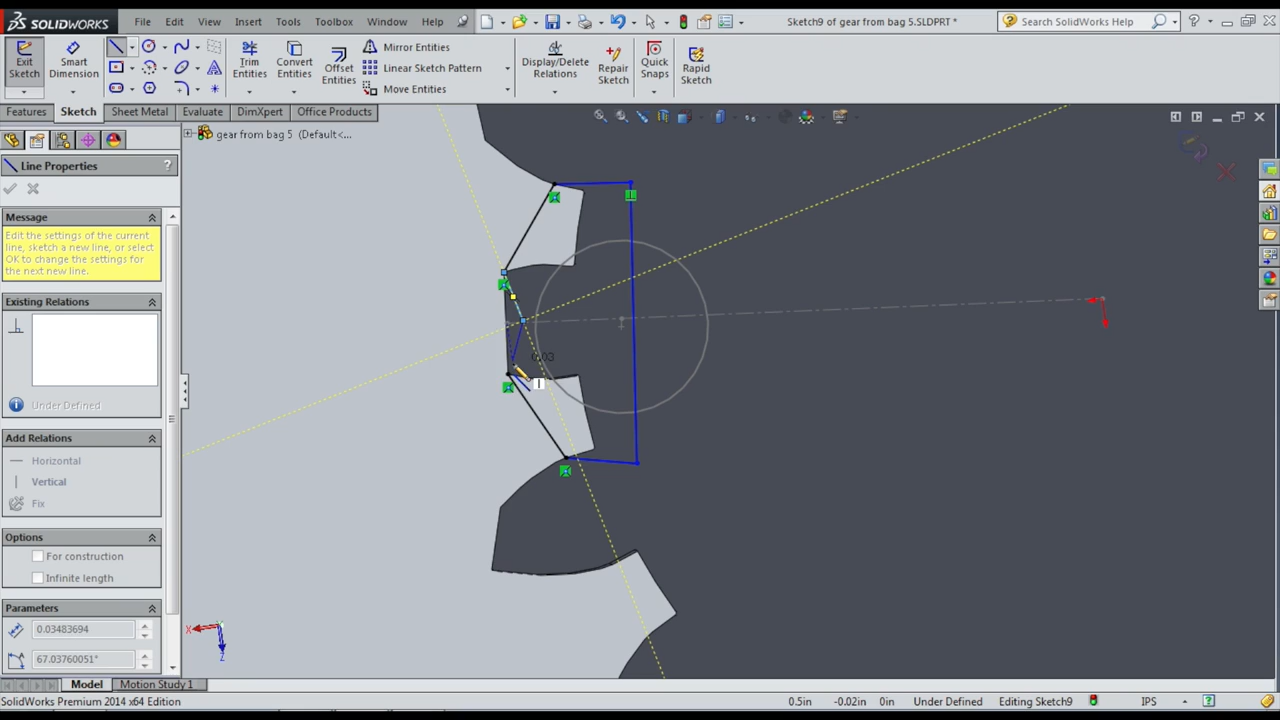 SOLIDWORKS File Edit View Insert Tools Toolbox Window Help Sketch9 of gear from bag 5.SLDPRT * Search SolidWorks Help
Exit Sketch
Smart Dimension
Trim Entities
Convert Entities
Offset Entities
Mirror Entities
Linear Sketch Pattern
Move Entities
Display/Delete Relations
Repair Sketch
Quick Snaps
Rapid Sketch
Features Sketch Sheet Metal Evaluate DimXpert Office Products
gear from bag 5 (Default<...
Line Properties ?
Message
Edit the settings of the current
line, sketch a new line, or select
OK to change the settings for
the next new line.
Existing Relations
0.03
Under Defined
Add Relations
Horizontal
Vertical
Fix
Options
For construction
Infinite length
Parameters
0.03483694
67.03760051°
X
Z
Model Motion Study 1
SolidWorks Premium 2014 x64 Edition 0.5in -0.02in 0in Under Defined Editing Sketch9 IPS